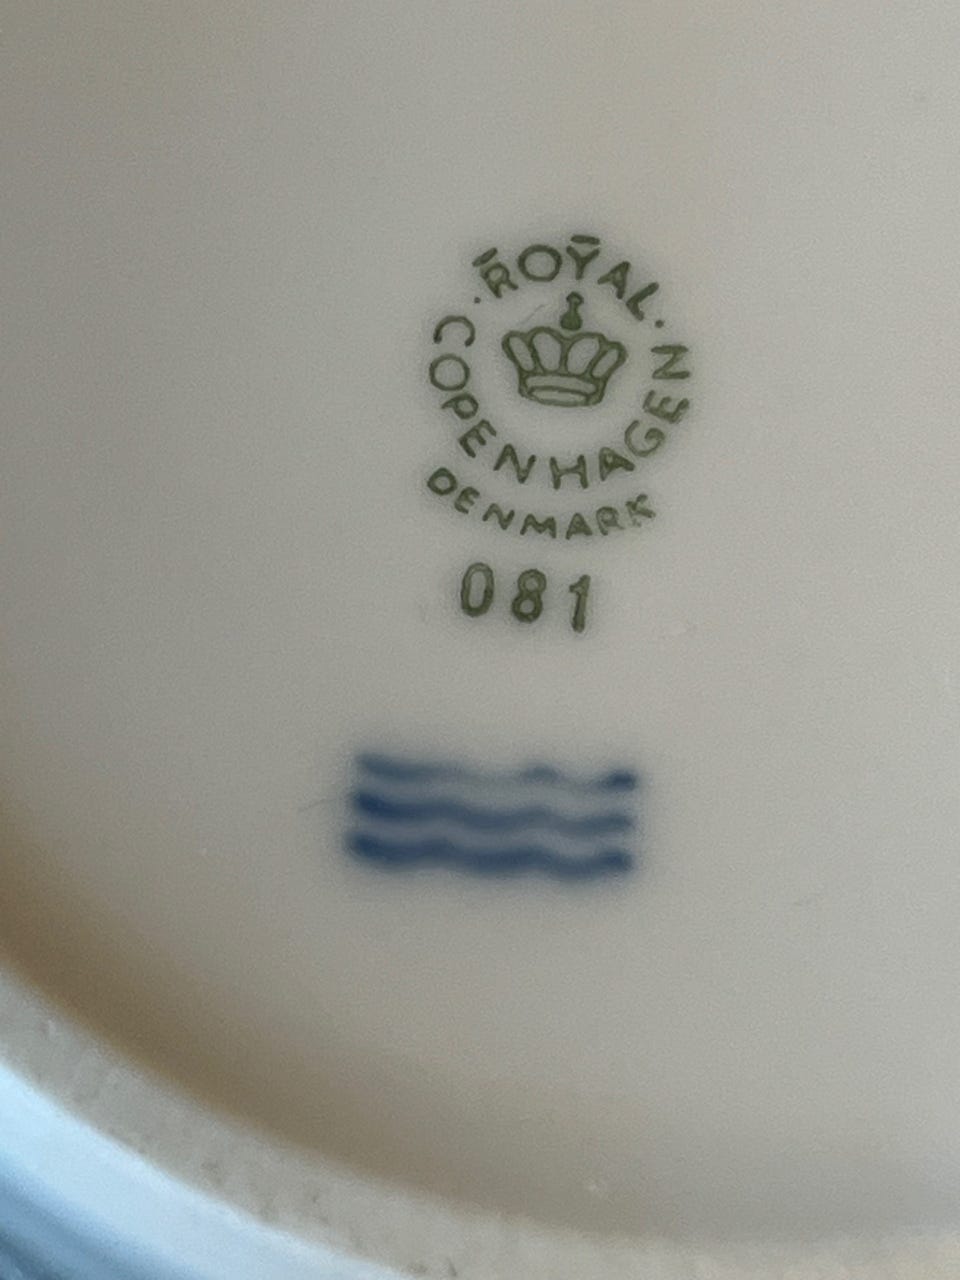 ROYAL
COPENHAGEN
DENMARK
081